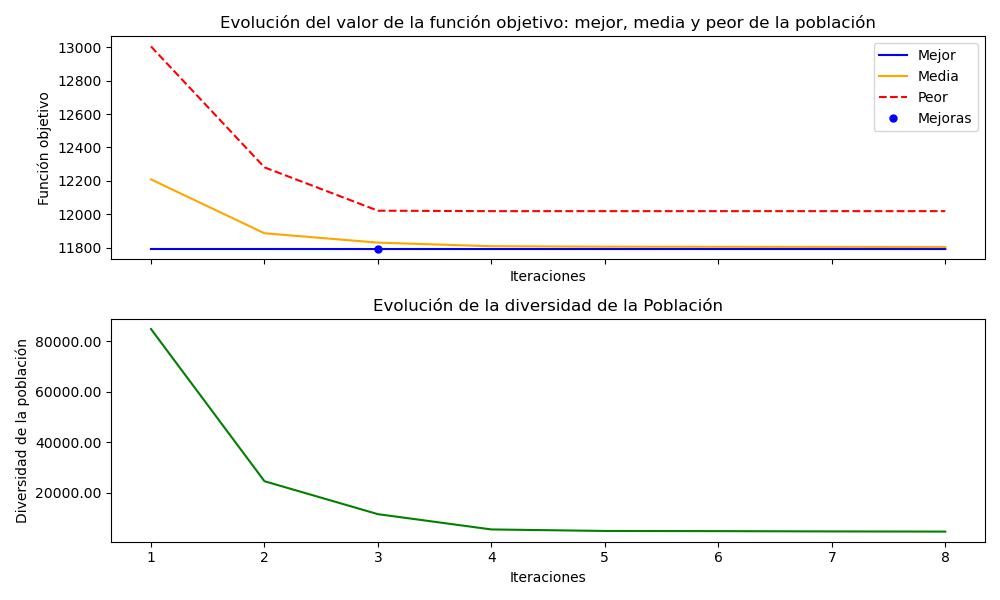 Evolución del valor de la función objetivo: mejor, media y peor de la población
Función objetivo
13000
12800
12600
12400
12200
12000
11800
Mejor
Media
Peor
Mejoras
Iteraciones
Evolución de la diversidad de la Población
Diversidad de la población
80000.00
60000.00
40000.00
20000.00
1 2 3 4 5 6 7 8
Iteraciones